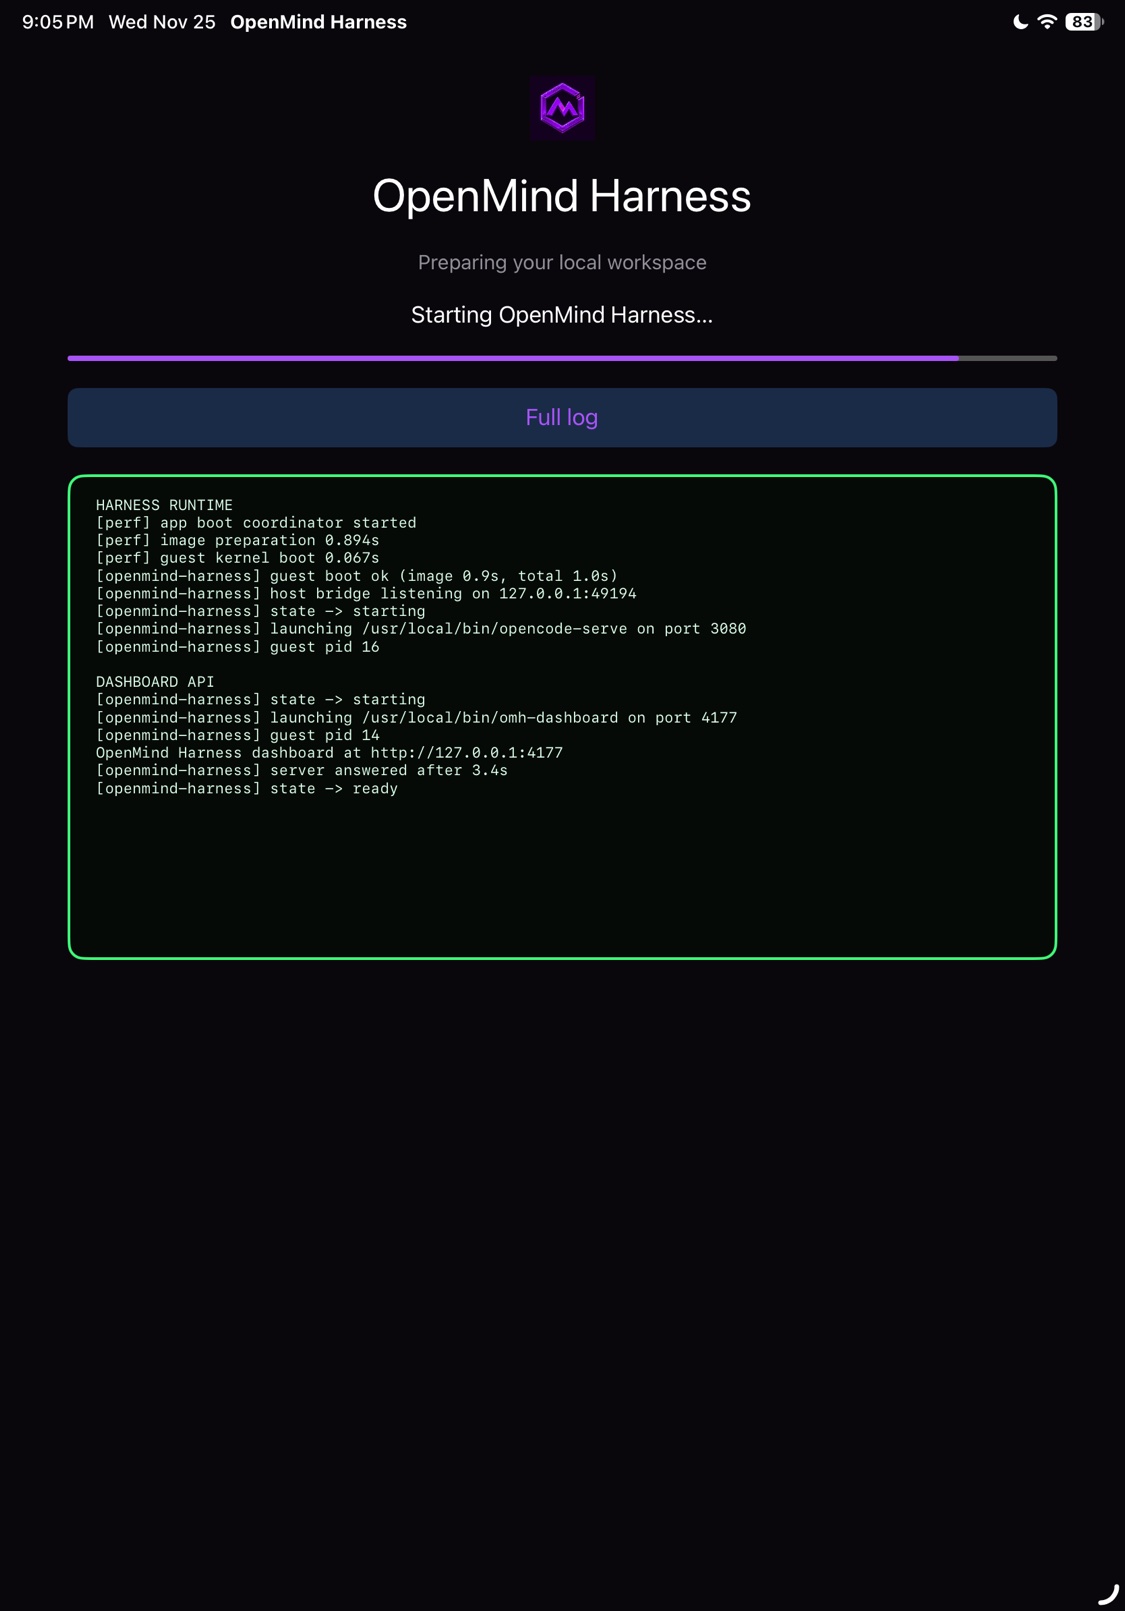 9:05 PM Wed Nov 25 OpenMind Harness 83
OpenMind Harness
Preparing your local workspace
Starting OpenMind Harness...
Full log
HARNESS RUNTIME
[perf] app boot coordinator started
[perf] image preparation 0.894s
[perf] guest kernel boot 0.067s
[openmind-harness] guest boot ok (image 0.9s, total 1.0s)
[openmind-harness] host bridge listening on 127.0.0.1:49194
[openmind-harness] state -> starting
[openmind-harness] launching /usr/local/bin/opencode-serve on port 3080
[openmind-harness] guest pid 16
DASHBOARD API
[openmind-harness] state -> starting
[openmind-harness] launching /usr/local/bin/omh-dashboard on port 4177
[openmind-harness] guest pid 14
OpenMind Harness dashboard at http://127.0.0.1:4177
[openmind-harness] server answered after 3.4s
[openmind-harness] state -> ready